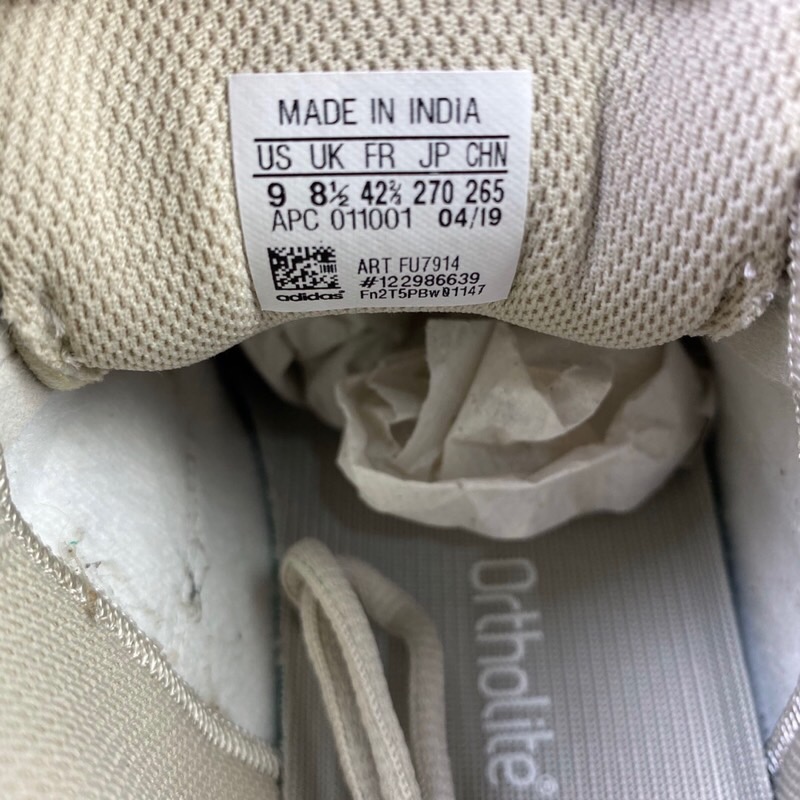 MADE IN INDIA
US UK FR JP CHN
9 8½ 42⅔ 270 265
APC 011001 04/19
ART FU7914
#122986639
adidas Fn2T5PBw01147
Ortholite®